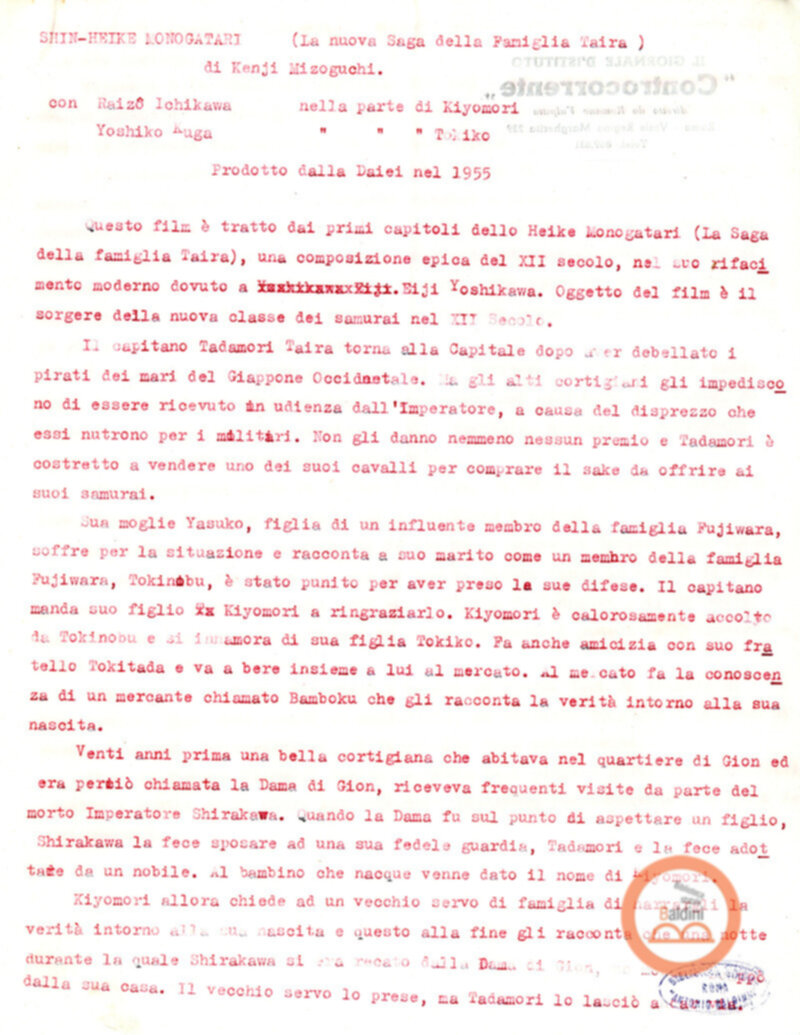 SHIN-HEIKE MONOGATARI (La nuova Saga della Famiglia Taira )
di Kenji Mizoguchi.
IL GIORNALE D'ISTITUTO
"Controcorrente"
con Raizô Ichikawa nella parte di Kiyomori
Yoshiko Kuga " " " Tokiko
Prodotto dalla Daiei nel 1955
Questo film è tratto dai primi capitoli dello Heike Monogatari (La Saga
della famiglia Taira), una composizione epica del XII secolo, nel suo rifaci
mento moderno dovuto a Eiji Yoshikawa. Oggetto del film è il
sorgere della nuova classe dei samurai nel XII Secolo.
Il capitano Tadamori Taira torna alla Capitale dopo aver debellato i
pirati dei mari del Giappone Occidnetale. Ma gli alti cortigiani gli impedisco
no di essere ricevuto in udienza dall'Imperatore, a causa del disprezzo che
essi nutrono per i militari. Non gli danno nemmeno nessun premio e Tadamori è
costretto a vendere uno dei suoi cavalli per comprare il sake da offrire ai
suoi samurai.
Sua moglie Yasuko, figlia di un influente membro della famiglia Fujiwara,
soffre per la situazione e racconta a suo marito come un membro della famiglia
Fujiwara, Tokinobu, è stato punito per aver preso le sue difese. Il capitano
manda suo figlio Kiyomori a ringraziarlo. Kiyomori è calorosamente accolto
da Tokinobu e si innamora di sua figlia Tokiko. Fa anche amicizia con suo fra
tello Tokitada e va a bere insieme a lui al mercato. Al mercato fa la conoscen
za di un mercante chiamato Bamboku che gli racconta la verità intorno alla sua
nascita.
Venti anni prima una bella cortigiana che abitava nel quartiere di Gion ed
era perciò chiamata la Dama di Gion, riceveva frequenti visite da parte del
morto Imperatore Shirakawa. Quando la Dama fu sul punto di aspettare un figlio,
Shirakawa la fece sposare ad una sua fedele guardia, Tadamori e la fece adot
tare da un nobile. Al bambino che nacque venne dato il nome di Kiyomori.
Kiyomori allora chiede ad un vecchio servo di famiglia di narrargli la
verità intorno alla sua nascita e questo alla fine gli racconta che una notte
durante la quale Shirakawa si era recato dalla Dama di Gion,
dalla sua casa. Il vecchio servo lo prese, ma Tadamori lo lasciò a
Baldini
ROMA